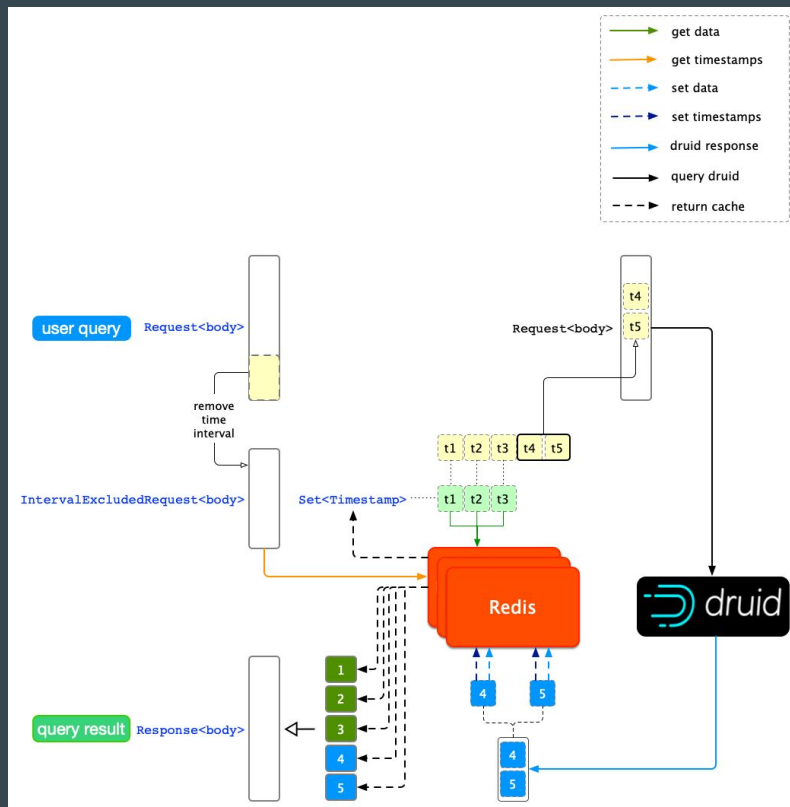 get data
get timestamps
set data
set timestamps
druid response
query druid
return cache
t4
user query
Request<body>
Request<body>
t5
remove
time
interval
t1 t2 t3 t4 t5
IntervalExcludedRequest<body>
Set<Timestamp>
t1 t2 t3
Redis
druid
1
4
5
2
query result
Response<body>
3
4
4
5
5